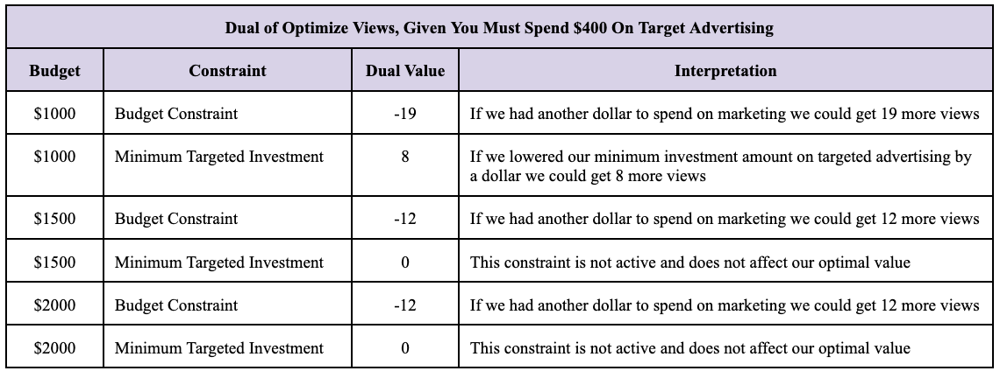 Dual of Optimize Views, Given You Must Spend $400 On Target Advertising
Budget Constraint Dual Value Interpretation
$1000 Budget Constraint -19 If we had another dollar to spend on marketing we could get 19 more views
$1000 Minimum Targeted Investment 8 If we lowered our minimum investment amount on targeted advertising by
a dollar we could get 8 more views
$1500 Budget Constraint -12 If we had another dollar to spend on marketing we could get 12 more views
$1500 Minimum Targeted Investment 0 This constraint is not active and does not affect our optimal value
$2000 Budget Constraint -12 If we had another dollar to spend on marketing we could get 12 more views
$2000 Minimum Targeted Investment 0 This constraint is not active and does not affect our optimal value